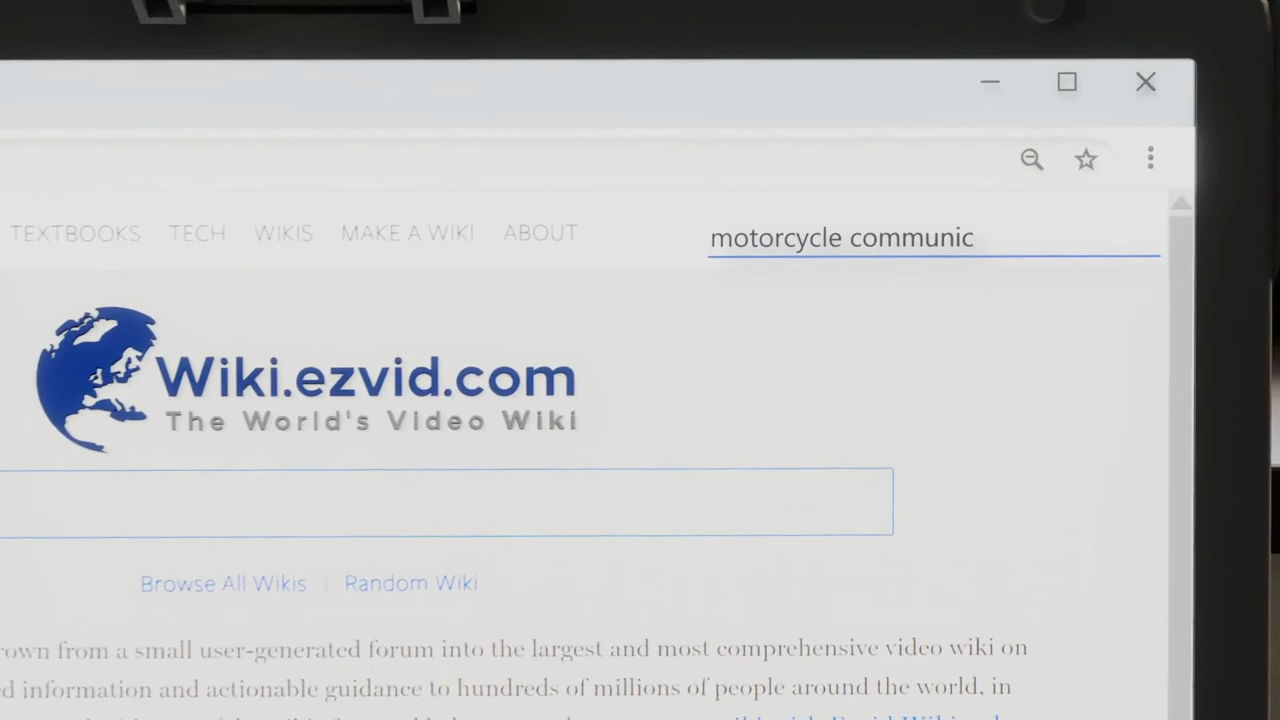 TEXTBOOKS TECH WIKIS MAKE A WIKI ABOUT
motorcycle communic
Wiki.ezvid.com
The World's Video Wiki
Browse All Wikis | Random Wiki
rown from a small user-generated forum into the largest and most comprehensive video wiki on
d information and actionable guidance to hundreds of millions of people around the world, in